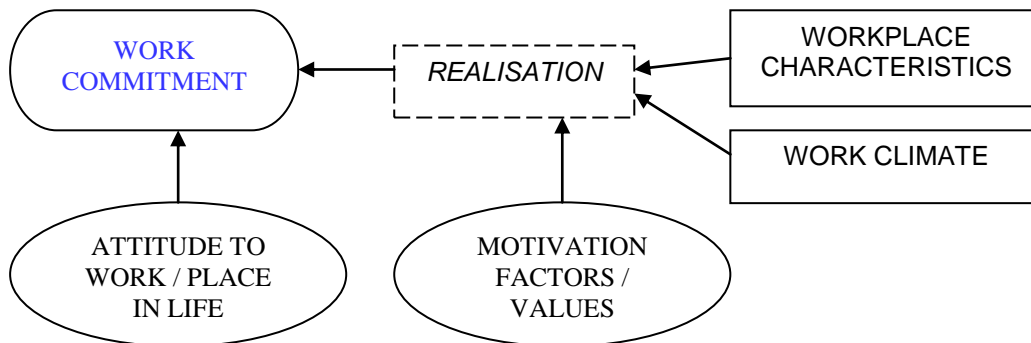 WORK
COMMITMENT
REALISATION
WORKPLACE
CHARACTERISTICS
WORK CLIMATE
ATTITUDE TO
WORK / PLACE
IN LIFE
MOTIVATION
FACTORS /
VALUES